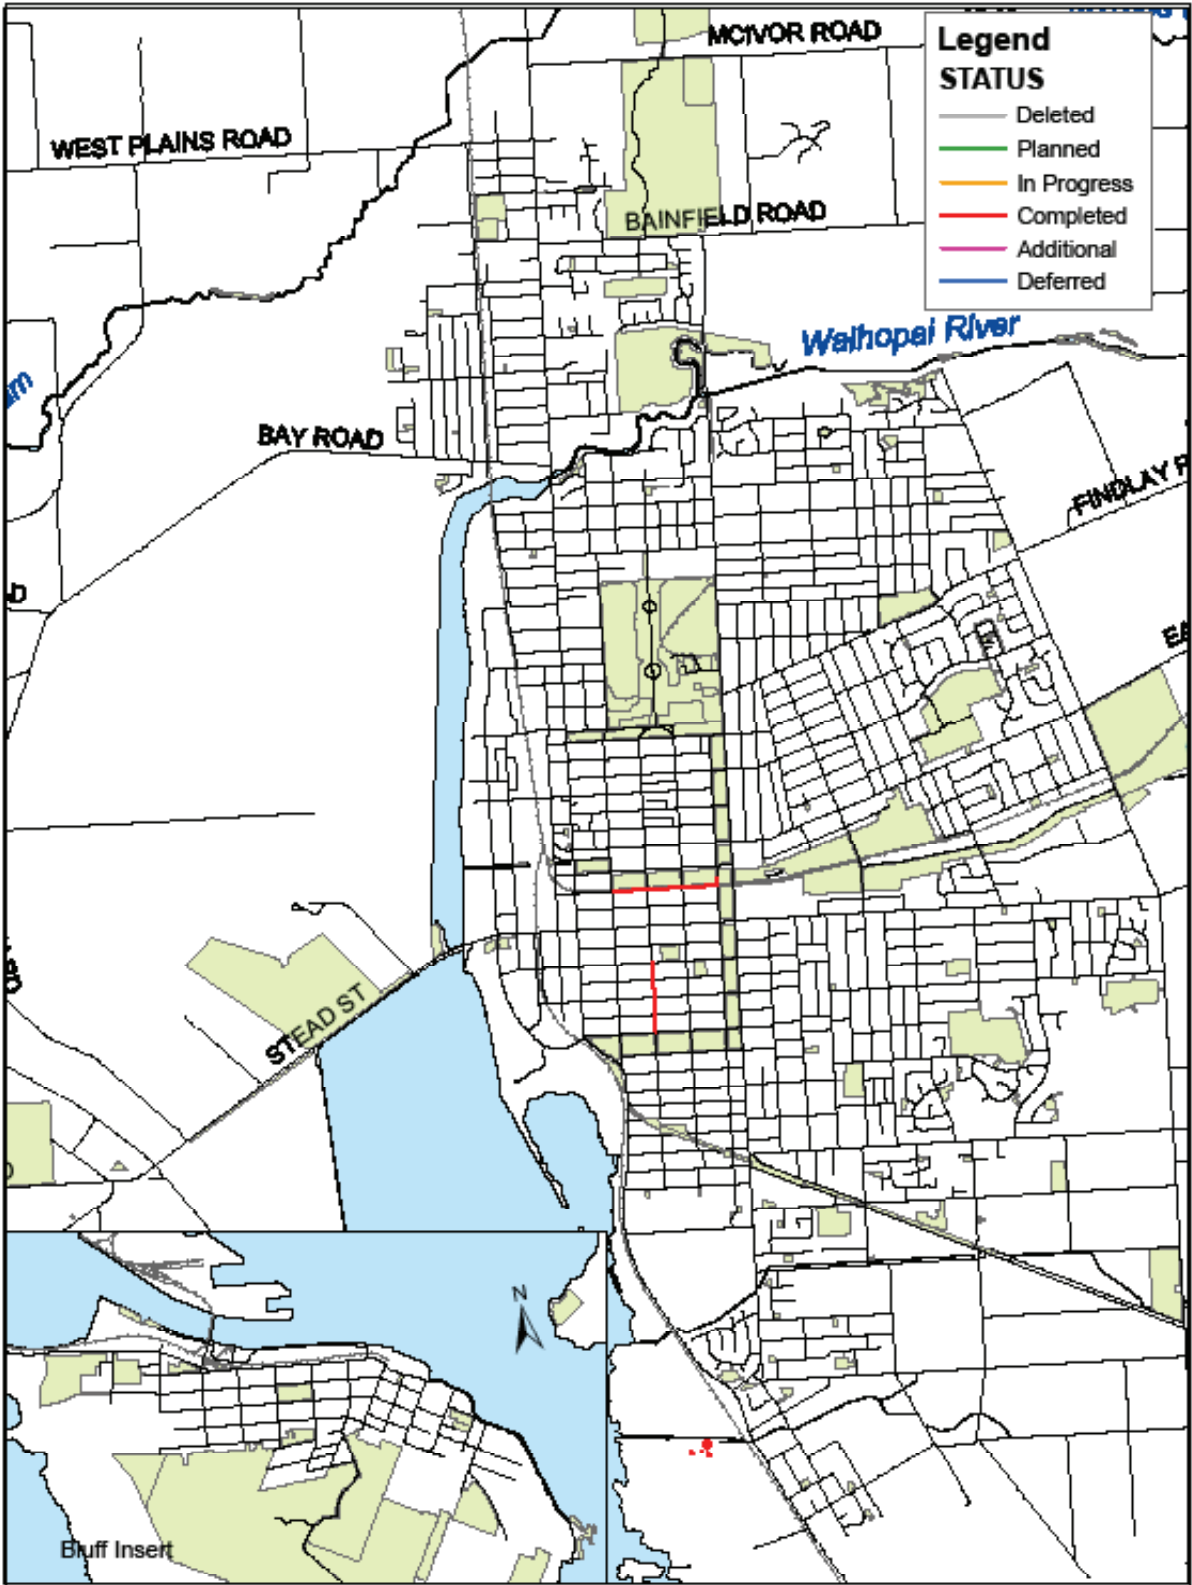 MCIVOR ROAD
Legend
STATUS
Deleted
Planned
In Progress
Completed
Additional
Deferred
WEST PLAINS ROAD
BAINFIELD ROAD
Waihopai River
BAY ROAD
FINDLAY R
EA
STEAD ST
N
Bluff Insert